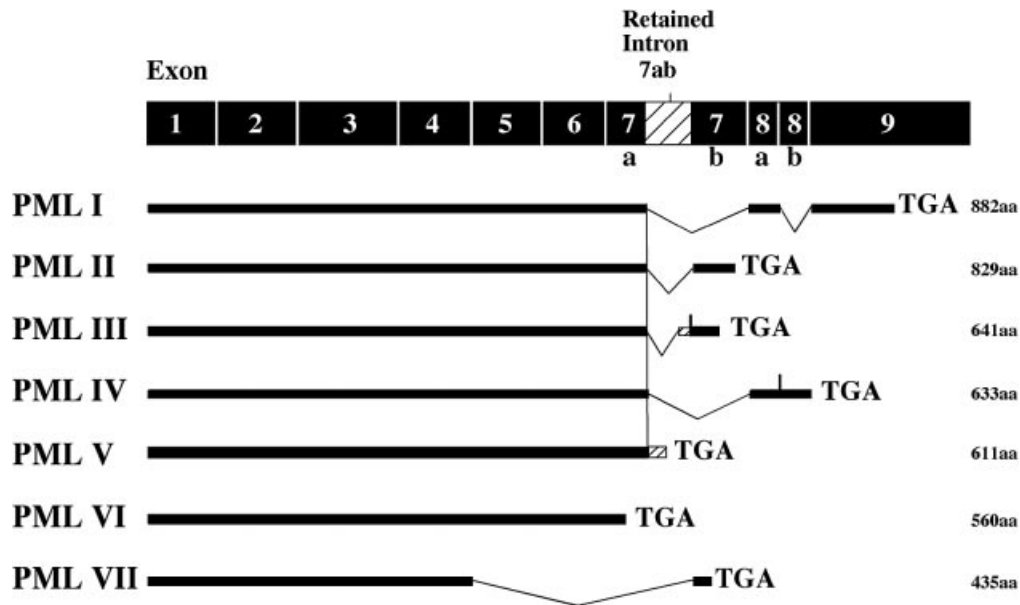 Retained
Intron
7ab
Exon
1 2 3 4 5 6 7 7 8 8 9
a b a b
PML I TGA 882aa
PML II TGA 829aa
PML III TGA 641aa
PML IV TGA 633aa
PML V TGA 611aa
PML VI TGA 560aa
PML VII TGA 435aa